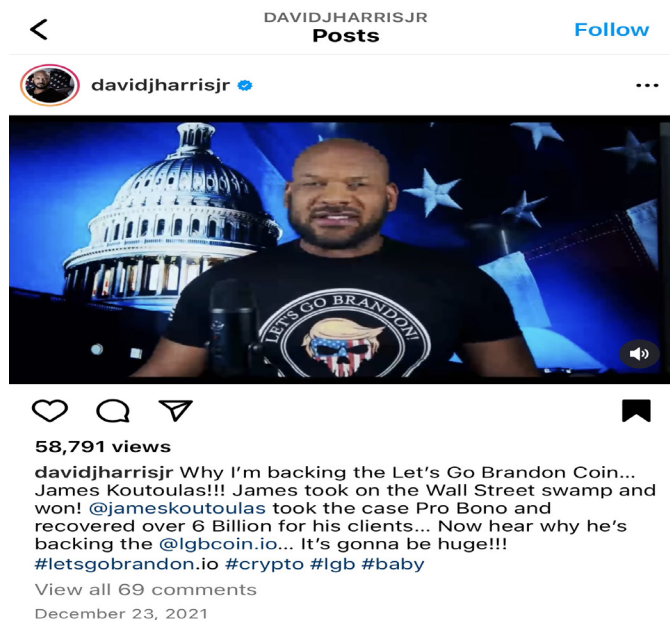 DAVIDJHARRISJR
Posts
Follow
davidjharrisjr
LET'S GO BRANDON!
58,791 views
davidjharrisjr Why I'm backing the Let's Go Brandon Coin...
James Koutoulas!!! James took on the Wall Street swamp and
won! @jameskoutoulas took the case Pro Bono and
recovered over 6 Billion for his clients... Now hear why he's
backing the @lgbcoin.io... It's gonna be huge!!!
#letsgobrandon.io #crypto #lgb #baby
View all 69 comments
December 23, 2021